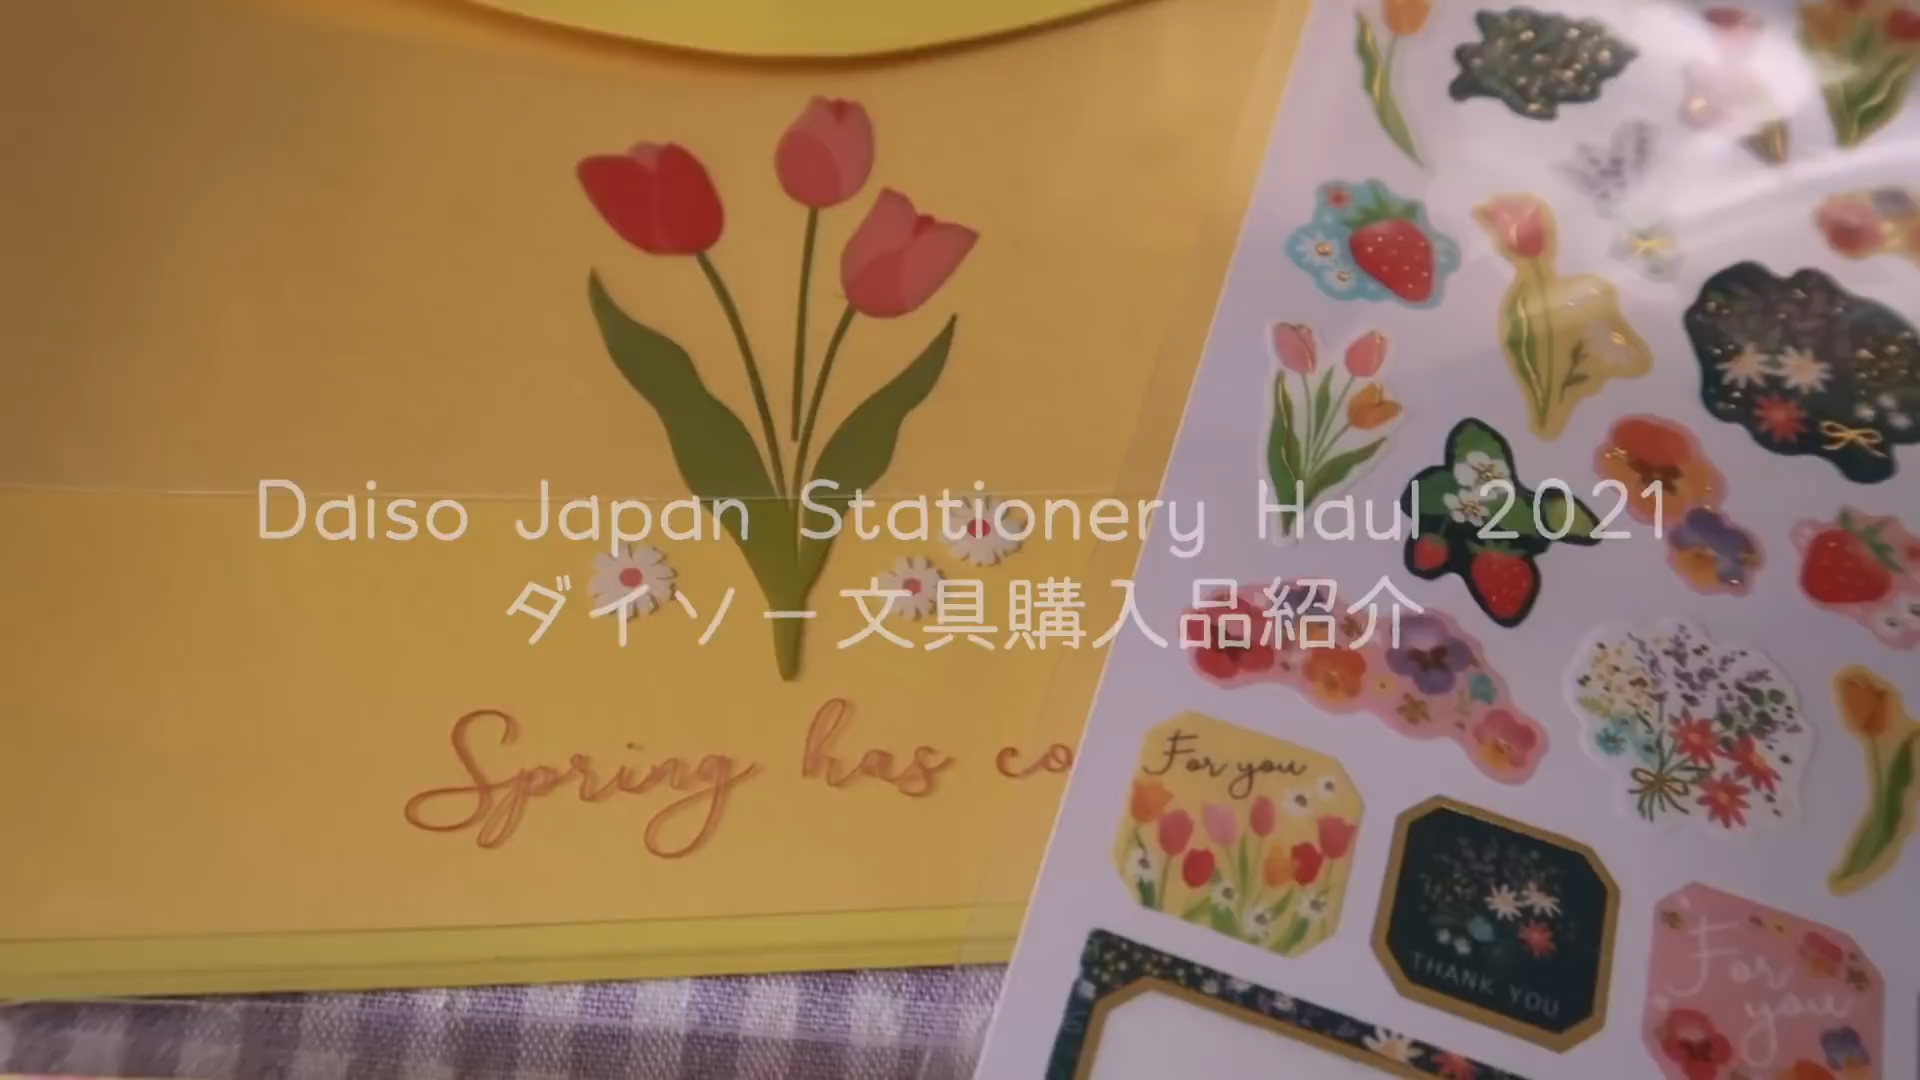 Daiso Japan Stationery Haul 2021
ダイソー文具購入品紹介
Spring has co
For you
THANK YOU
For
you